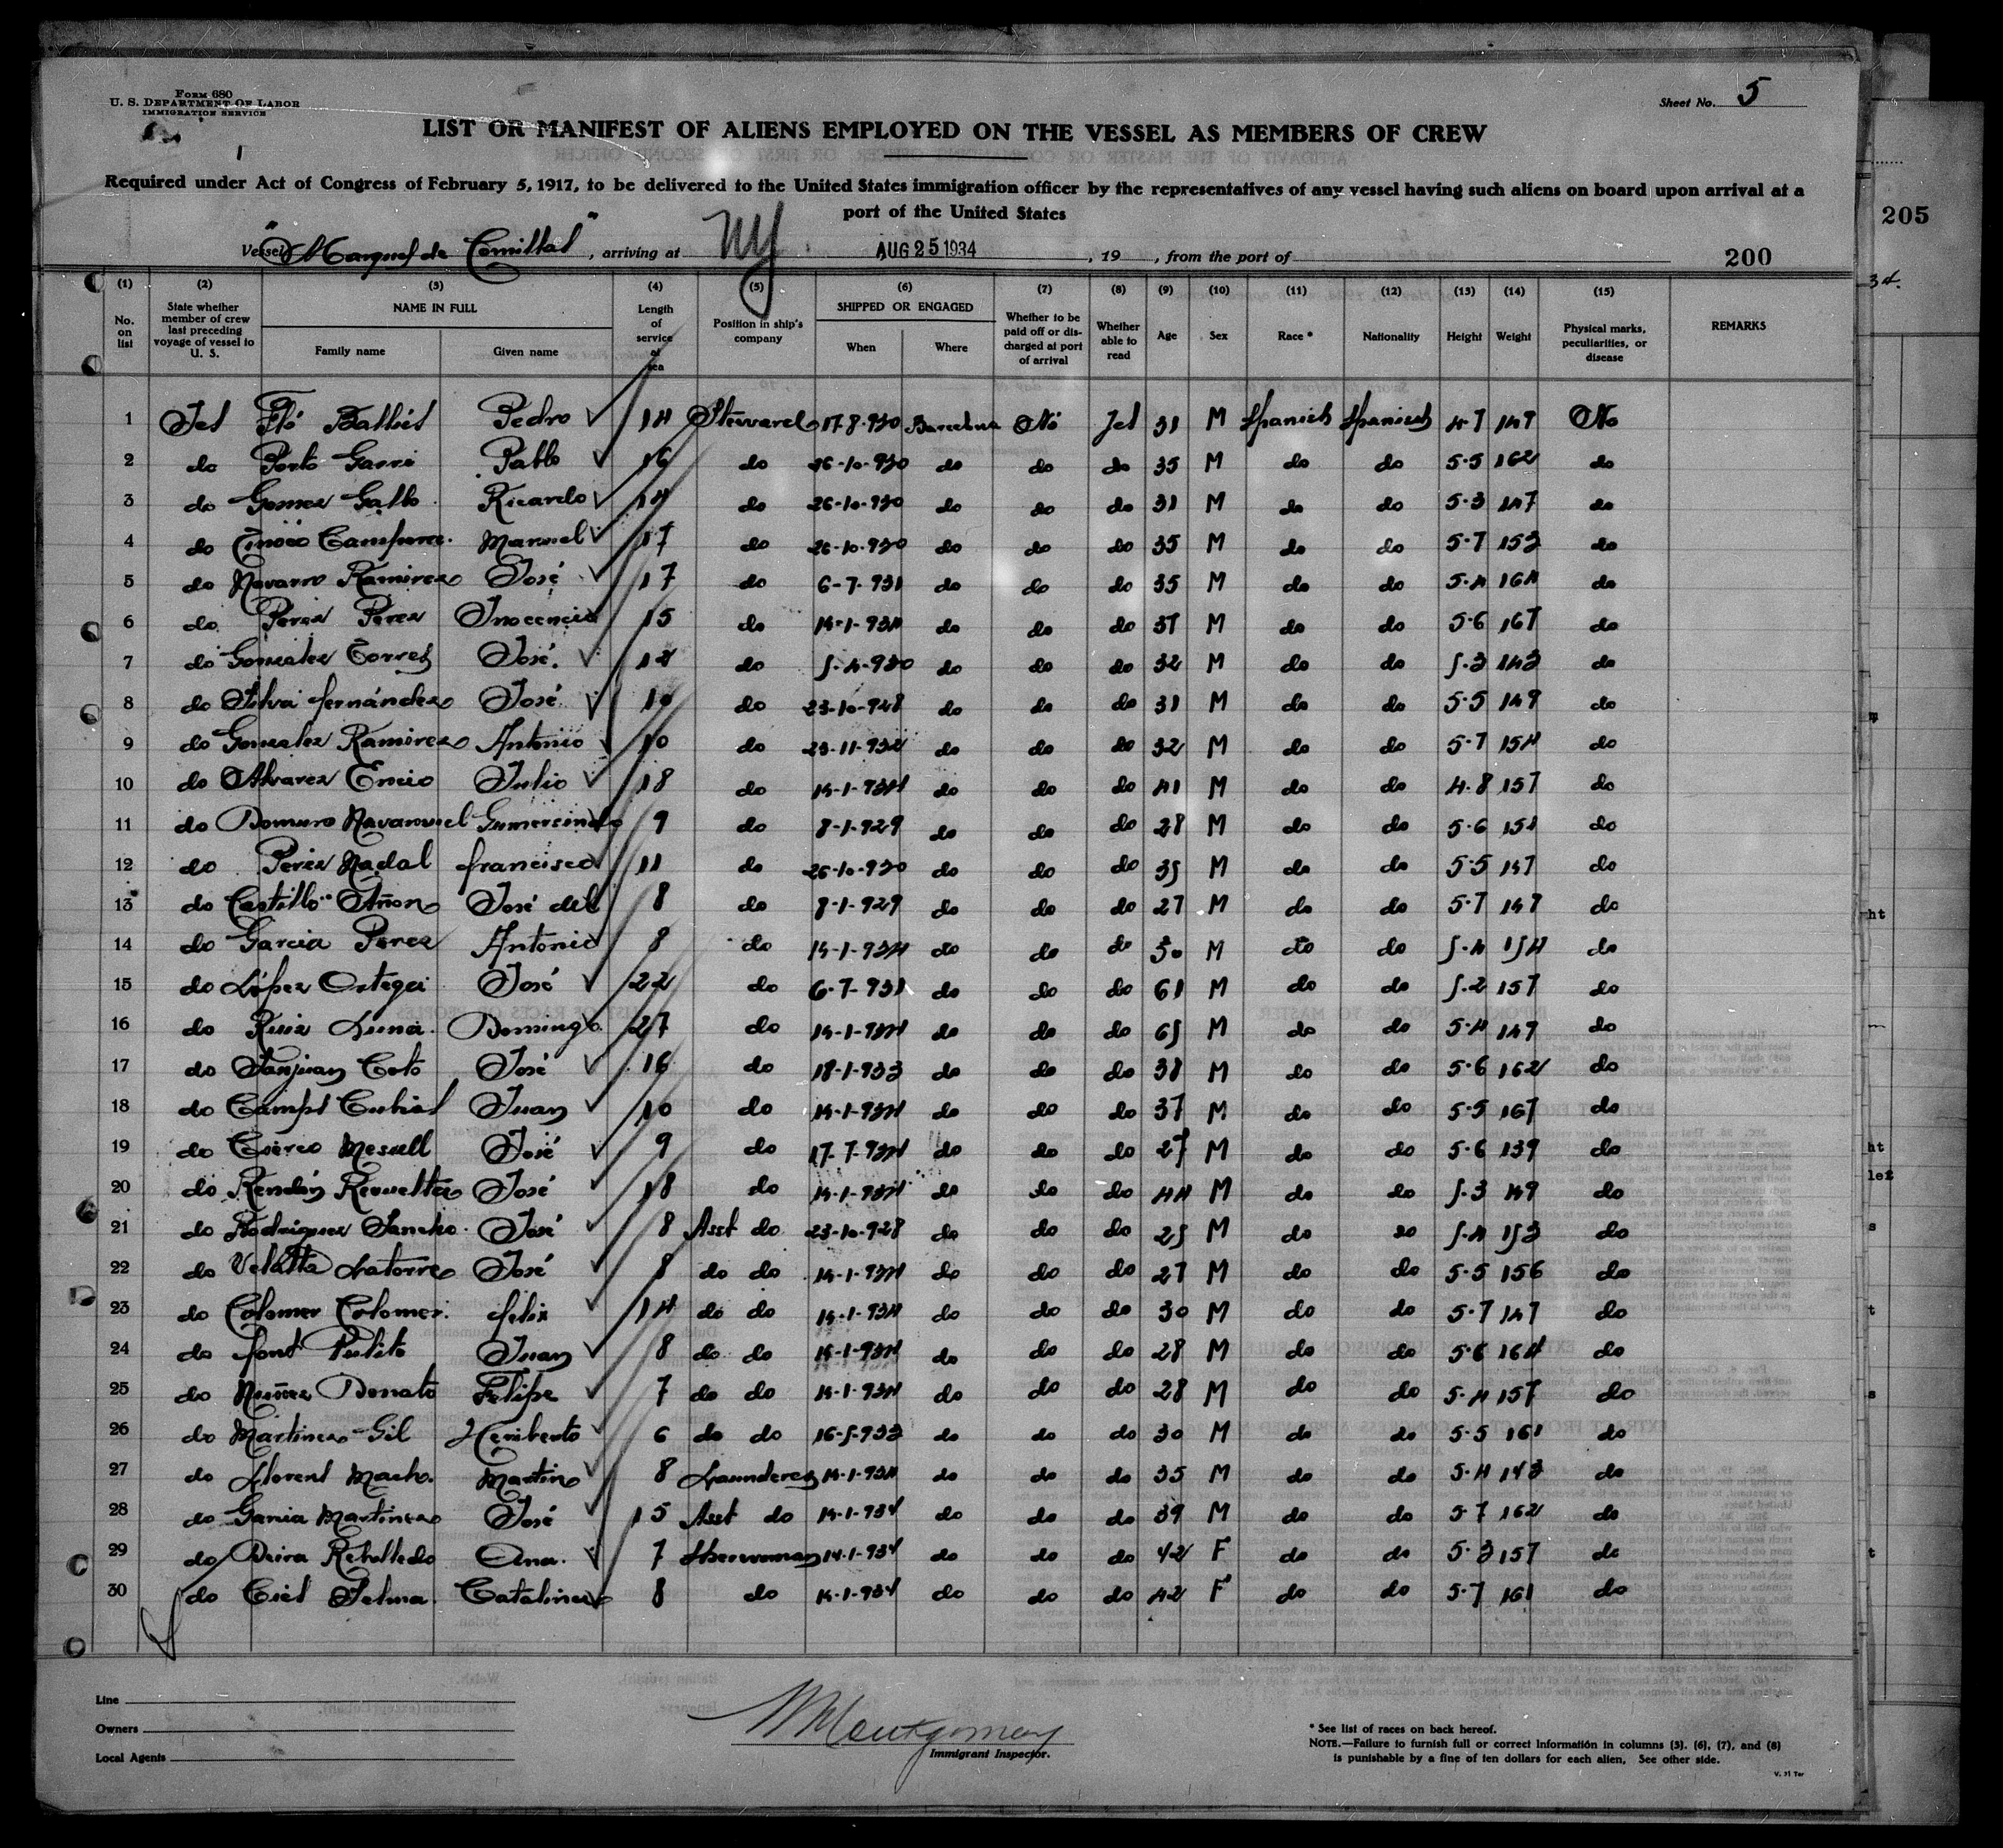 Form 680
U. S. DEPARTMENT OF LABOR
IMMIGRATION SERVICE
Sheet No. 5
LIST OR MANIFEST OF ALIENS EMPLOYED ON THE VESSEL AS MEMBERS OF CREW
Required under Act of Congress of February 5, 1917, to be delivered to the United States immigration officer by the representatives of any vessel having such aliens on board upon arrival at a
port of the United States
205
Vessel "Marques de Comillas", arriving at NY AUG 25 1934, 19 , from the port of 200
(1) (2) (3) (4) (5) (6) (7) (8) (9) (10) (11) (12) (13) (14) (15)
No. on list State whether member of crew last preceding voyage of vessel to U. S. NAME IN FULL Family name Given name Length of service at sea Position in ship's company SHIPPED OR ENGAGED When Where Whether to be paid off or discharged at port of arrival Whether able to read Age Sex Race * Nationality Height Weight Physical marks, peculiarities, or disease REMARKS
1 Pedro 14 17-8-930 Barcelona No 31 M Spanish Spanish 4-7 147 No
2 do Porto Pablo 16 do 26-10-930 do do do 35 M do do 5-5 162 do
3 do Gomez Gallo Ricardo 14 do 26-10-930 do do do 31 M do do 5-3 147 do
4 do Manuel 17 do 26-10-930 do do do 35 M do do 5-7 153 do
5 do Navarro Ramirez José 17 do 6-7-931 do do do 35 M do do 5-4 164 do
6 do Perez Perez Inocencio 15 do 14-1-934 do do do 37 M do do 5-6 167 do
7 do Gonzalez Torres José 12 do 5-4-930 do do do 32 M do do 5-3 143 do
8 do Silva Fernández José 10 do 23-10-928 do do do 31 M do do 5-5 149 do
9 do Gonzalez Ramirez Antonio 10 do 23-11-932 do do do 32 M do do 5-7 154 do
10 do Alvarez Encio Julio 18 do 14-1-934 do do do 41 M do do 4-8 157 do
11 do Gumersindo 9 do 8-1-929 do do do 28 M do do 5-6 do
12 do Perez Nadal Francisco 11 do 26-10-930 do do do 35 M do do 5-5 147 do
13 do Castillo Añon José del 8 do 8-1-929 do do do 27 M do do 5-7 147 do
14 do Garcia Perez Antonio 8 do 14-1-934 do do do 30 M do do 5-4 154 do
15 do López Ortega José 22 do 6-7-931 do do do 61 M do do 5-2 157 do
16 do Ruiz Luna Domingo 27 do 14-1-934 do do do 65 M do do 5-4 149 do
17 do Sanjuan Coto José 16 do 18-1-933 do do do 38 M do do 5-6 162 do
18 do Juan 10 do 14-1-934 do do do 37 M do do 5-5 167 do
19 do José 9 do 17-7-934 do do do 27 M do do 5-6 139 do
20 do Rendón Revuelta José 18 do 14-1-934 do do do 44 M do do 5-3 149 do
21 do Rodriguez Sancho José 8 Asst do 23-10-928 do do do 25 M do do 5-4 153 do
22 do Latorre José 8 do do 14-1-934 do do do 27 M do do 5-5 156 do
23 do Colomer Colomer Felix 14 do do 14-1-934 do do do 30 M do do 5-7 147 do
24 do Font Juan 8 do do 14-1-934 do do do 28 M do do 5-6 164 do
25 do Nuñez Donato Felipe 7 do do 14-1-934 do do do 28 M do do 5-4 157 do
26 do Martinez Gil Heriberto 6 do do 16-5-933 do do do 30 M do do 5-5 161 do
27 do Llorent Martin 8 14-1-934 do do do 35 M do do 5-4 143 do
28 do Garcia Martinez José 15 Asst do 14-1-934 do do do 39 M do do 5-7 162 do
29 do Rebolledo Ana 7 14-1-934 do do do 42 F do do 5-3 157 do
30 do Catalina 8 do 14-1-934 do do do 42 F do do 5-7 161 do
Line
Owners
Local Agents
Montgomery
Immigrant Inspector.
* See list of races on back hereof.
NOTE.—Failure to furnish full or correct information in columns (3), (6), (7), and (8)
is punishable by a fine of ten dollars for each alien. See other side.